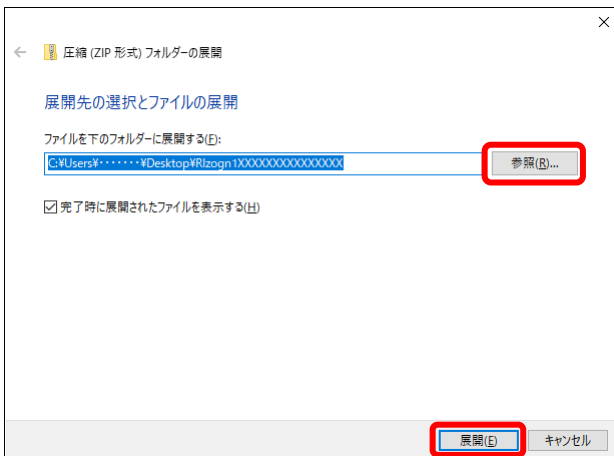 圧縮 (ZIP 形式) フォルダーの展開
展開先の選択とファイルの展開
ファイルを下のフォルダーに展開する(F):
C:¥Users¥・・・・・・・¥Desktop¥RIzogn1XXXXXXXXXXXXXXX
参照(R)...
完了時に展開されたファイルを表示する(H)
展開(E)
キャンセル